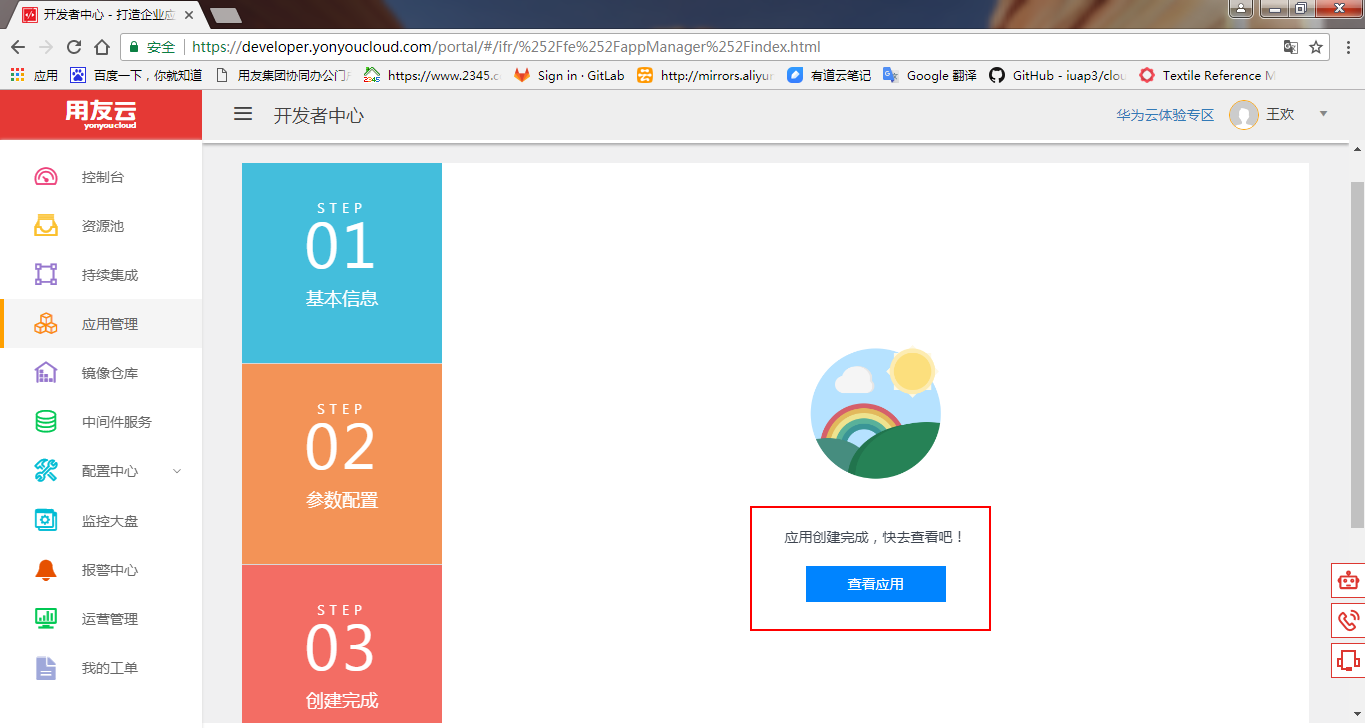 开发者中心 - 打造企业应
安全 https://developer.yonyoucloud.com/portal/#/ifr/%252Ffe%252FappManager%252Findex.html
应用 百度一下，你就知道 用友集团协同办公门户 https://www.2345.c Sign in · GitLab http://mirrors.aliyun 有道云笔记 Google 翻译 GitHub - iuap3/clou Textile Reference M
用友云
yonyoucloud
开发者中心
华为云体验专区
王欢
控制台
资源池
持续集成
应用管理
镜像仓库
中间件服务
配置中心
监控大盘
报警中心
运营管理
我的工单
STEP
01
基本信息
STEP
02
参数配置
STEP
03
创建完成
应用创建完成，快去查看吧！
查看应用